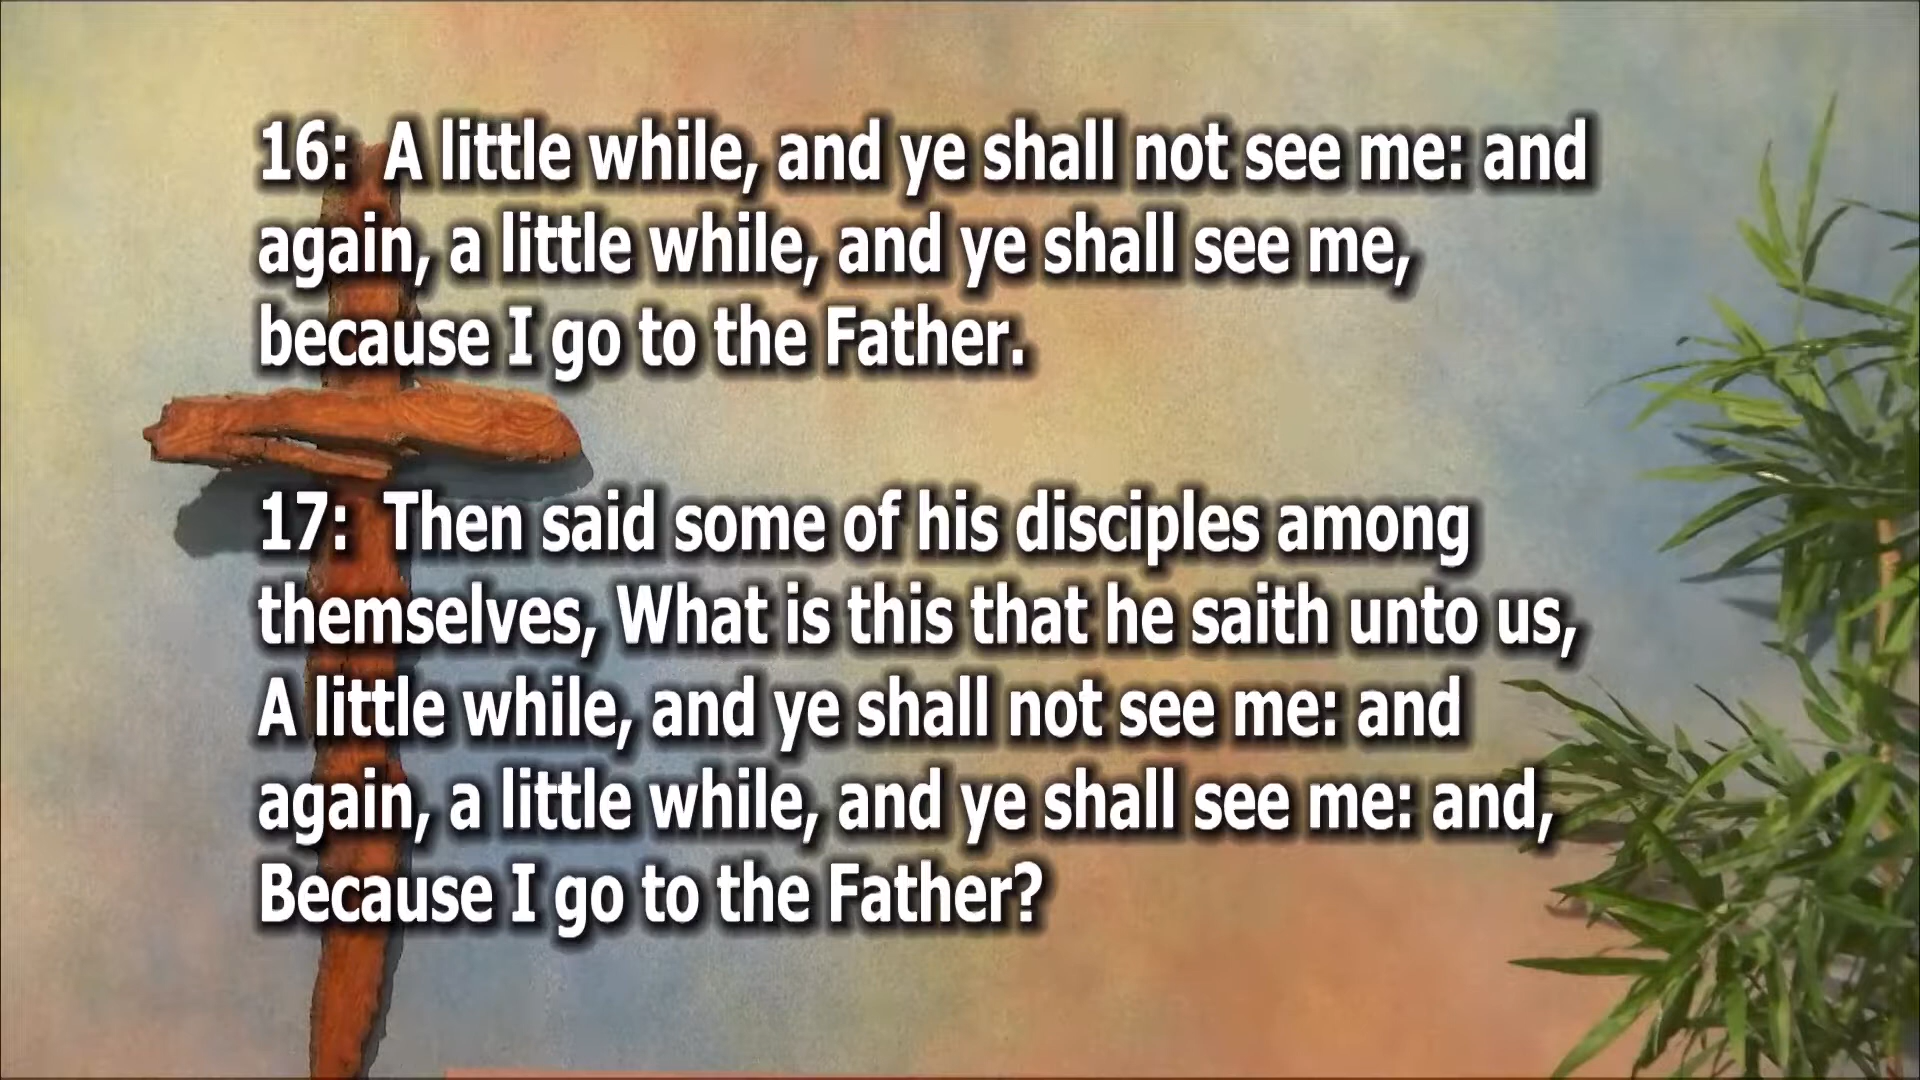 16:  A little while, and ye shall not see me: and
again, a little while, and ye shall see me,
because I go to the Father.
17:  Then said some of his disciples among
themselves, What is this that he saith unto us,
A little while, and ye shall not see me: and
again, a little while, and ye shall see me: and,
Because I go to the Father?